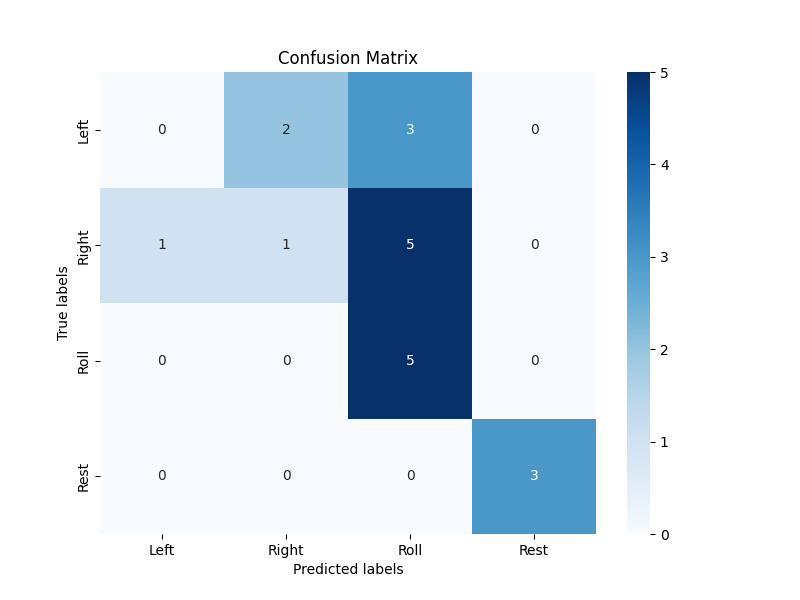 Confusion Matrix
Left 0 2 3 0
Right 1 1 5 0
Roll 0 0 5 0
Rest 0 0 0 3
Left Right Roll Rest
Predicted labels
True labels
5
4
3
2
1
0